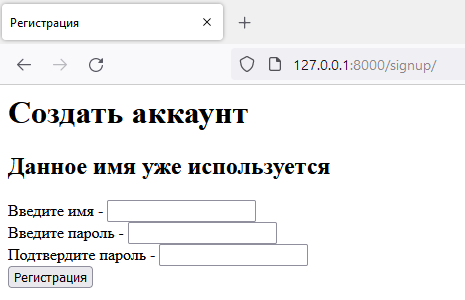 Регистрация
127.0.0.1:8000/signup/
Создать аккаунт
Данное имя уже используется
Введите имя -
Введите пароль -
Подтвердите пароль -
Регистрация